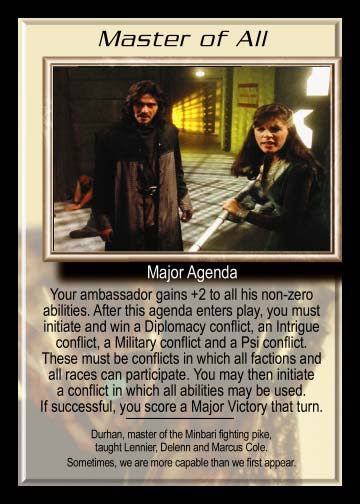 Master of All
Major Agenda
Your ambassador gains +2 to all his non-zero
abilities. After this agenda enters play, you must
initiate and win a Diplomacy conflict, an Intrigue
conflict, a Military conflict and a Psi conflict.
These must be conflicts in which all factions and
all races can participate. You may then initiate
a conflict in which all abilities may be used.
If successful, you score a Major Victory that turn.
Durhan, master of the Minbari fighting pike,
taught Lennier, Delenn and Marcus Cole.
Sometimes, we are more capable than we first appear.